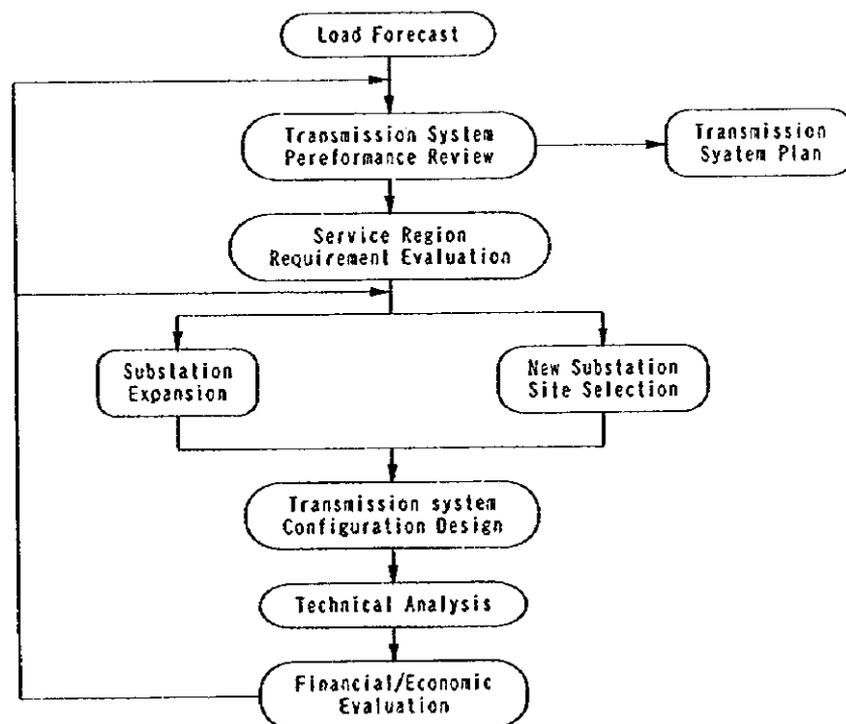 Load Forecast
Transmission System
Pereformance Review
Transmission
Syatem Plan
Service Region
Requirement Evaluation
Substation
Expansion
New Substation
Site Selection
Transmission system
Configuration Design
Technical Analysis
Financial/Economic
Evaluation